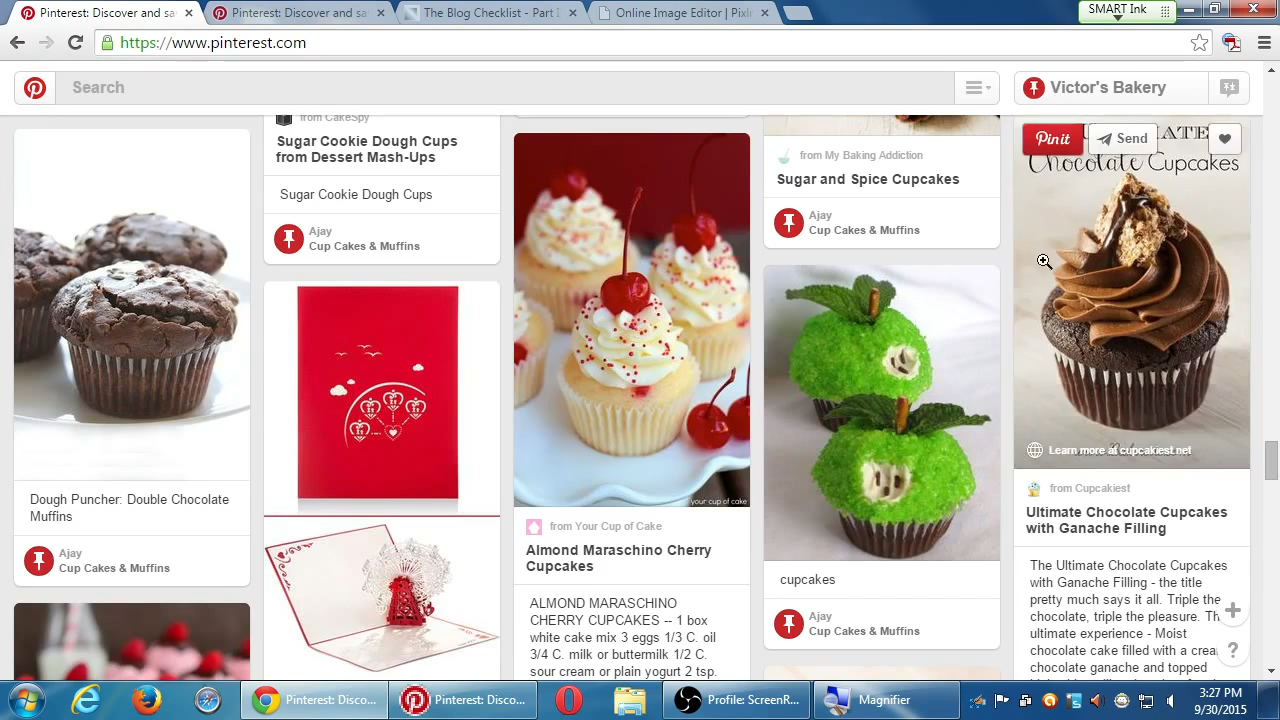 Pinterest: Discover and sa
Pinterest: Discover and sa
The Blog Checklist - Part
Online Image Editor | Pixlr
SMART Ink
https://www.pinterest.com
Search
Victor's Bakery
Dough Puncher: Double Chocolate
Muffins
Ajay
Cup Cakes & Muffins
from CakeSpy
Sugar Cookie Dough Cups
from Dessert Mash-Ups
Sugar Cookie Dough Cups
Ajay
Cup Cakes & Muffins
your cup of cake
from Your Cup of Cake
Almond Maraschino Cherry
Cupcakes
ALMOND MARASCHINO
CHERRY CUPCAKES -- 1 box
white cake mix 3 eggs 1/3 C. oil
3/4 C. milk or buttermilk 1/2 C.
sour cream or plain yogurt 2 tsp.
from My Baking Addiction
Sugar and Spice Cupcakes
Ajay
Cup Cakes & Muffins
cupcakes
Ajay
Cup Cakes & Muffins
Pin it
Send
Chocolate Cupcakes
Learn more at cupcakiest.net
from Cupcakiest
Ultimate Chocolate Cupcakes
with Ganache Filling
The Ultimate Chocolate Cupcakes
with Ganache Filling - the title
pretty much says it all. Triple the
chocolate, triple the pleasure. Th
ultimate experience - Moist
chocolate cake filled with a crea
chocolate ganache and topped
+
?
Pinterest: Disco...
Pinterest: Disco...
Profile: ScreenR...
Magnifier
3:27 PM
9/30/2015